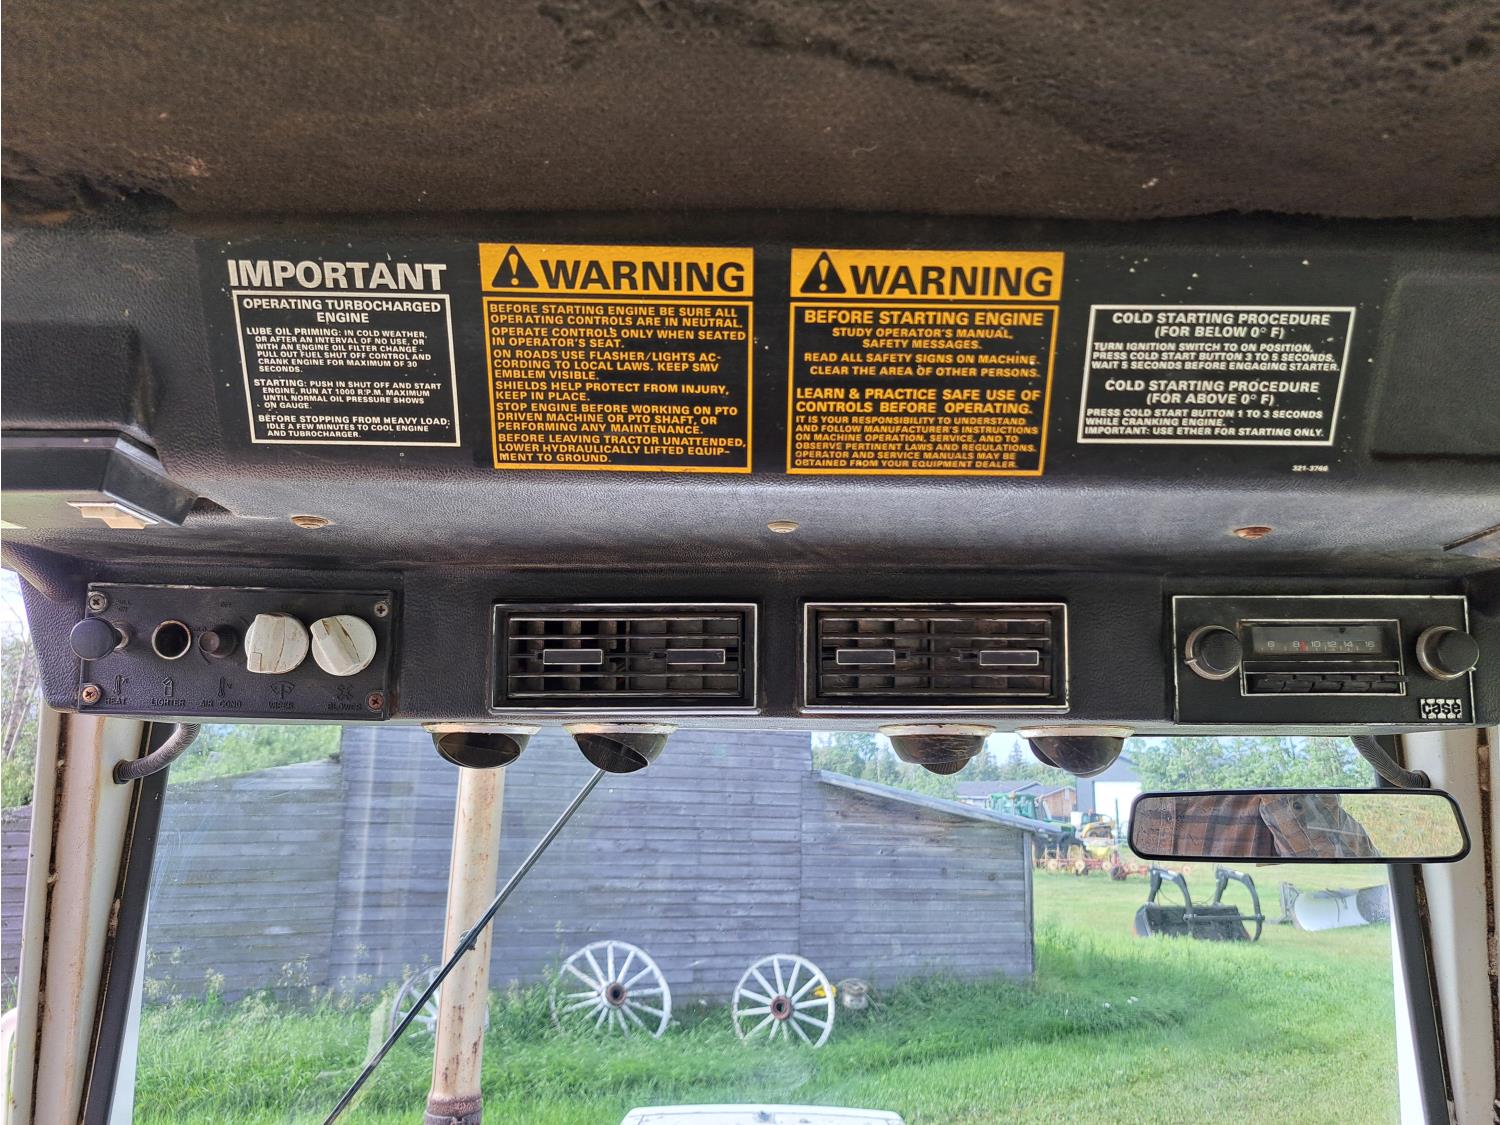 IMPORTANT
OPERATING TURBOCHARGED
ENGINE
LUBE OIL PRIMING: IN COLD WEATHER,
OR AFTER AN INTERVAL OF NO USE, OR
WITH AN ENGINE OIL FILTER CHANGE -
PULL OUT FUEL SHUT OFF CONTROL AND
CRANK ENGINE FOR MAXIMUM OF 30
SECONDS.
STARTING: PUSH IN SHUT OFF AND START
ENGINE, RUN AT 1000 R.P.M. MAXIMUM
UNTIL NORMAL OIL PRESSURE SHOWS
ON GAUGE.
BEFORE STOPPING FROM HEAVY LOAD:
IDLE A FEW MINUTES TO COOL ENGINE
AND TURBOCHARGER.
WARNING
BEFORE STARTING ENGINE BE SURE ALL
OPERATING CONTROLS ARE IN NEUTRAL.
OPERATE CONTROLS ONLY WHEN SEATED
IN OPERATOR'S SEAT.
ON ROADS USE FLASHER/LIGHTS AC-
CORDING TO LOCAL LAWS. KEEP SMV
EMBLEM VISIBLE.
SHIELDS HELP PROTECT FROM INJURY,
KEEP IN PLACE.
STOP ENGINE BEFORE WORKING ON PTO
DRIVEN MACHINE OR PTO SHAFT, OR
PERFORMING ANY MAINTENANCE.
BEFORE LEAVING TRACTOR UNATTENDED,
LOWER HYDRAULICALLY LIFTED EQUIP-
MENT TO GROUND.
WARNING
BEFORE STARTING ENGINE
STUDY OPERATOR'S MANUAL,
SAFETY MESSAGES.
READ ALL SAFETY SIGNS ON MACHINE.
CLEAR THE AREA OF OTHER PERSONS.
LEARN & PRACTICE SAFE USE OF
CONTROLS BEFORE OPERATING.
IT IS YOUR RESPONSIBILITY TO UNDERSTAND
AND FOLLOW MANUFACTURER'S INSTRUCTIONS
ON MACHINE OPERATION, SERVICE, AND TO
OBSERVE PERTINENT LAWS AND REGULATIONS.
OPERATOR AND SERVICE MANUALS MAY BE
OBTAINED FROM YOUR EQUIPMENT DEALER.
COLD STARTING PROCEDURE
(FOR BELOW 0° F)
TURN IGNITION SWITCH TO ON POSITION,
PRESS COLD START BUTTON 3 TO 5 SECONDS,
WAIT 5 SECONDS BEFORE ENGAGING STARTER.
COLD STARTING PROCEDURE
(FOR ABOVE 0° F)
PRESS COLD START BUTTON 1 TO 3 SECONDS
WHILE CRANKING ENGINE.
IMPORTANT: USE ETHER FOR STARTING ONLY.
321-3766
OFF
HEAT LIGHTER AIR COND WIPER BLOWER
6 8 10 12 14 16
case